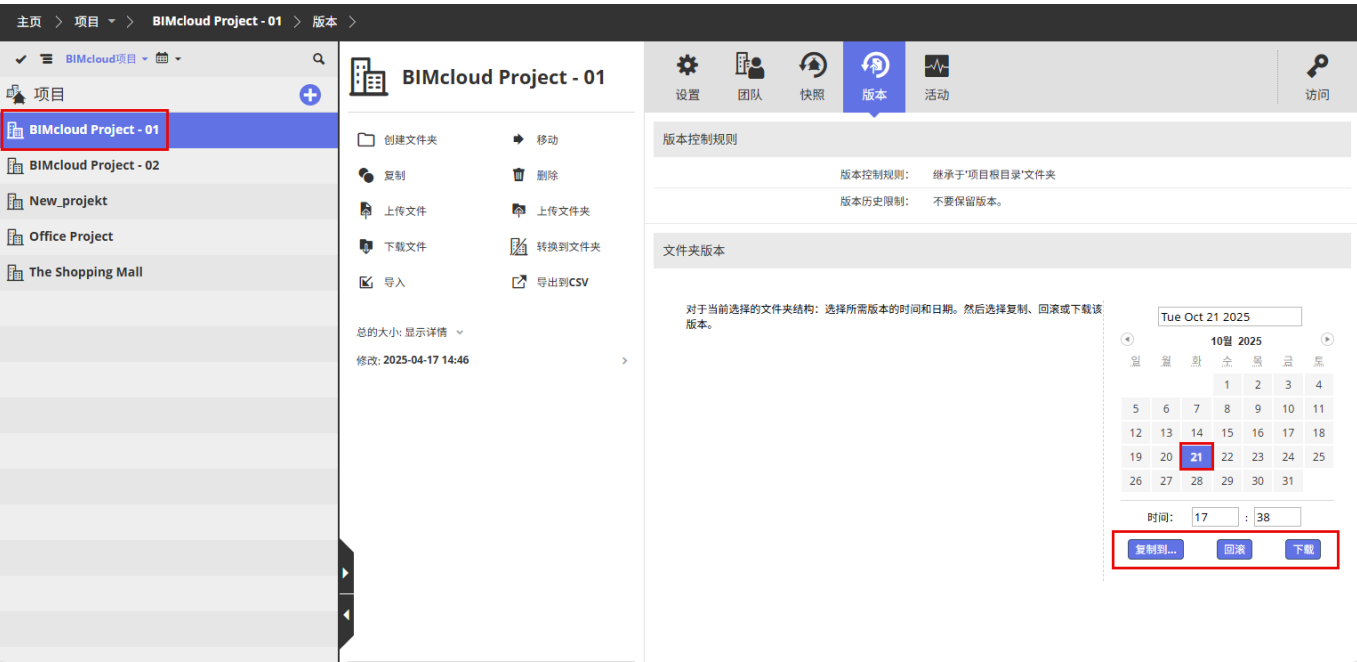 主页 > 项目 > BIMcloud Project - 01 > 版本 >
BIMcloud项目
项目
BIMcloud Project - 01
BIMcloud Project - 02
New_projekt
Office Project
The Shopping Mall
BIMcloud Project - 01
创建文件夹 移动
复制 删除
上传文件 上传文件夹
下载文件 转换到文件夹
导入 导出到CSV
总的大小: 显示详情
修改: 2025-04-17 14:46
设置 团队 快照 版本 活动 访问
版本控制规则
版本控制规则: 继承于'项目根目录'文件夹
版本历史限制: 不要保留版本。
文件夹版本
对于当前选择的文件夹结构：选择所需版本的时间和日期。然后选择复制、回滚或下载该
版本。
Tue Oct 21 2025
10월 2025
일 월 화 수 목 금 토
1 2 3 4
5 6 7 8 9 10 11
12 13 14 15 16 17 18
19 20 21 22 23 24 25
26 27 28 29 30 31
时间: 17 : 38
复制到... 回滚 下载